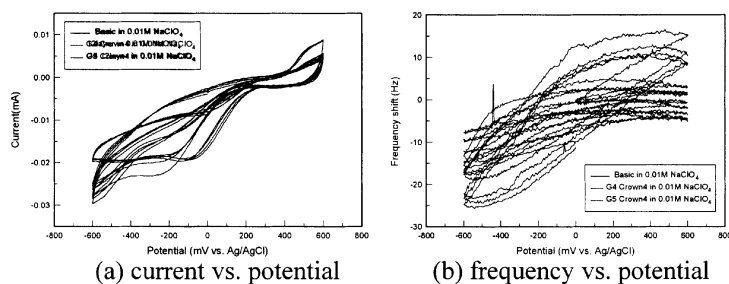 (a)
(b)
0.01
0.00
-0.01
-0.02
-0.03
Current(mA)
-800 -600 -400 -200 0 200 400 600 800
Potential (mV vs. Ag/AgCl)
Basic in 0.01M NaClO4
G5 in 0.01M NaClO4
20
10
0
-10
-20
-30
Frequency shift (Hz)
-800 -600 -400 -200 0 200 400 600 800
Potential (mV vs. Ag/AgCl)
Basic in 0.01M NaClO4
G4 Crown4 in 0.01M NaClO4
G5 Crown4 in 0.01M NaClO4
(a) current vs. potential
(b) frequency vs. potential